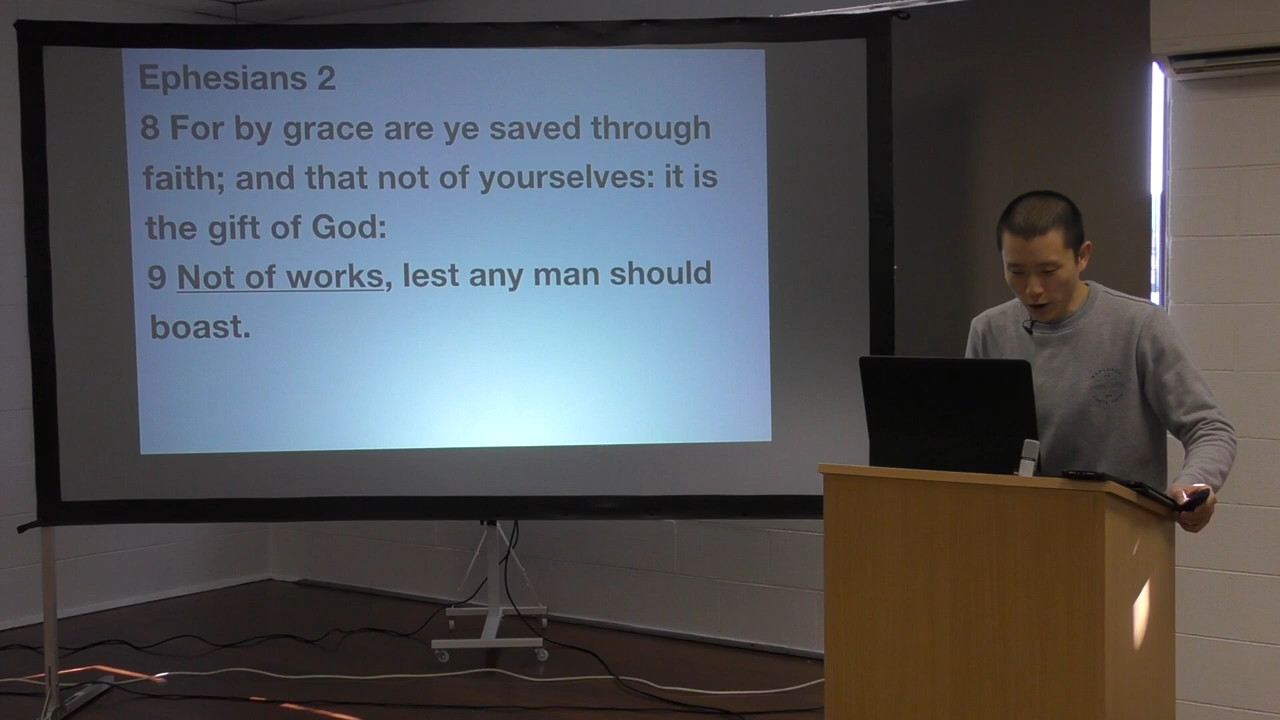 Ephesians 2
8 For by grace are ye saved through
faith; and that not of yourselves: it is
the gift of God:
9 Not of works, lest any man should
boast.